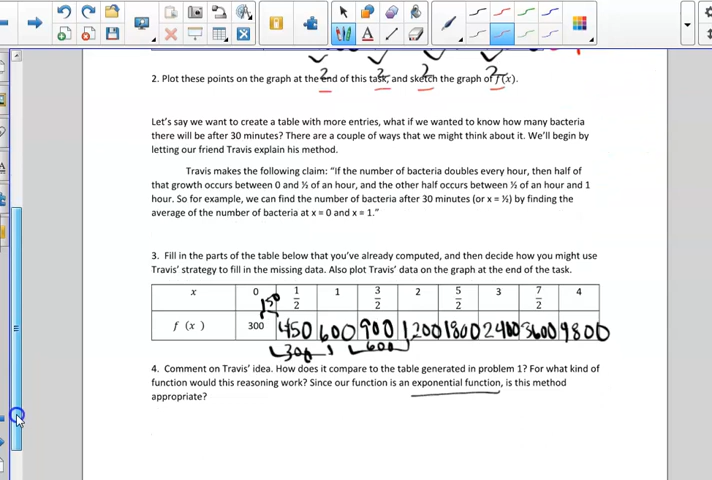 2 2 2 2
2. Plot these points on the graph at the end of this task, and sketch the graph of f(x).
Let's say we want to create a table with more entries, what if we wanted to know how many bacteria
there will be after 30 minutes? There are a couple of ways that we might think about it. We'll begin by
letting our friend Travis explain his method.
Travis makes the following claim: "If the number of bacteria doubles every hour, then half of
that growth occurs between 0 and ½ of an hour, and the other half occurs between ½ of an hour and 1
hour. So for example, we can find the number of bacteria after 30 minutes (or x = ½) by finding the
average of the number of bacteria at x = 0 and x = 1."
3. Fill in the parts of the table below that you've already computed, and then decide how you might use
Travis' strategy to fill in the missing data. Also plot Travis' data on the graph at the end of the task.
x 0 1/2 1 3/2 2 5/2 3 7/2 4
150
f (x) 300 450 600 900 1200 1800 2400 3600 4800
300 600
4. Comment on Travis' idea. How does it compare to the table generated in problem 1? For what kind of
function would this reasoning work? Since our function is an exponential function, is this method
appropriate?